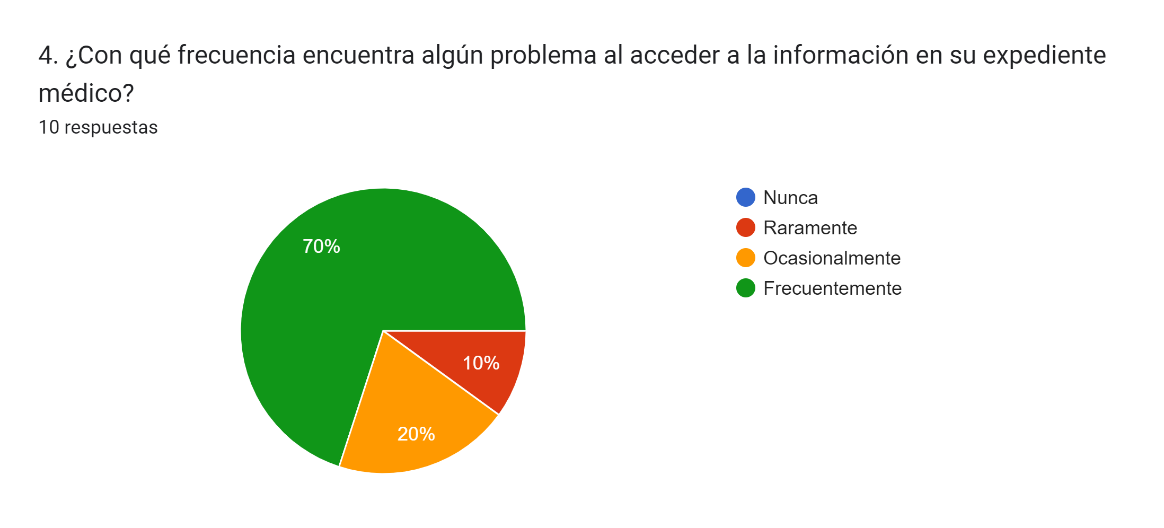 4. ¿Con qué frecuencia encuentra algún problema al acceder a la información en su expediente
médico?
10 respuestas
Nunca
Raramente
Ocasionalmente
Frecuentemente
70%
10%
20%